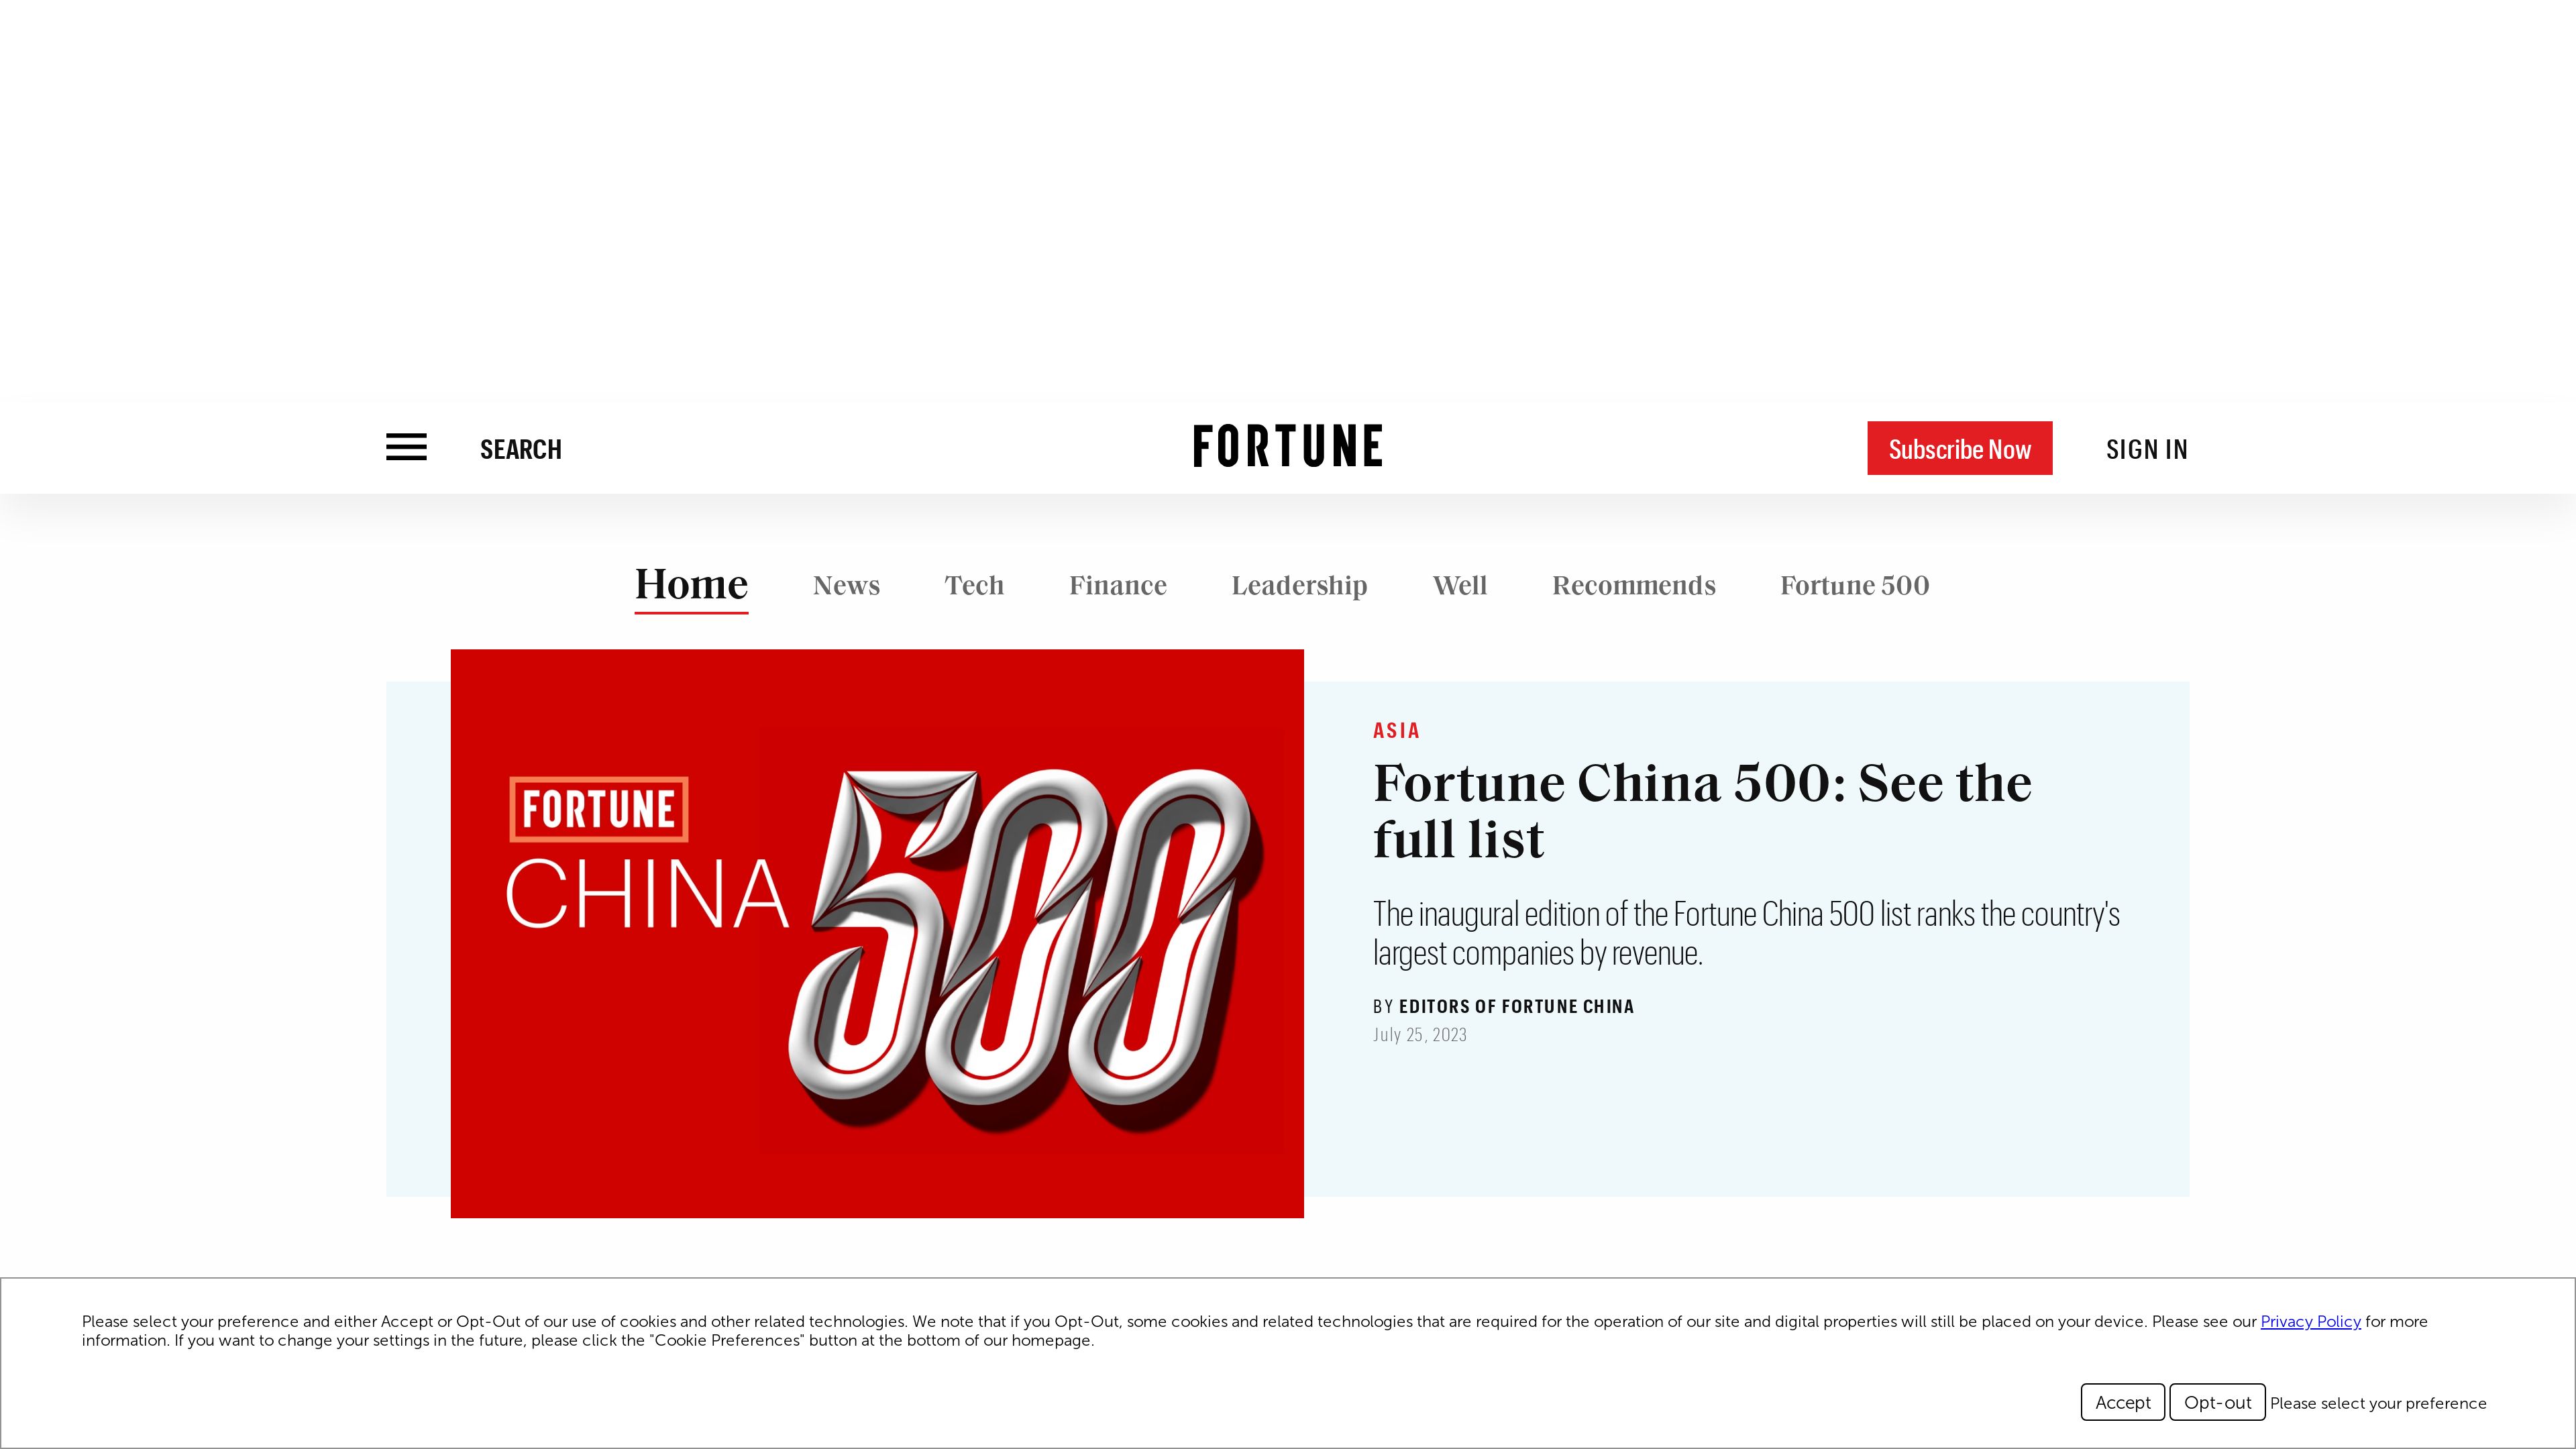 SEARCH
FORTUNE
Subscribe Now
SIGN IN
Home
News
Tech
Finance
Leadership
Well
Recommends
Fortune 500
FORTUNE
CHINA
500
ASIA
Fortune China 500: See the
full list
The inaugural edition of the Fortune China 500 list ranks the country's
largest companies by revenue.
BY EDITORS OF FORTUNE CHINA
July 25, 2023
Please select your preference and either Accept or Opt-Out of our use of cookies and other related technologies. We note that if you Opt-Out, some cookies and related technologies that are required for the operation of our site and digital properties will still be placed on your device. Please see our Privacy Policy for more
information. If you want to change your settings in the future, please click the "Cookie Preferences" button at the bottom of our homepage.
Accept
Opt-out
Please select your preference